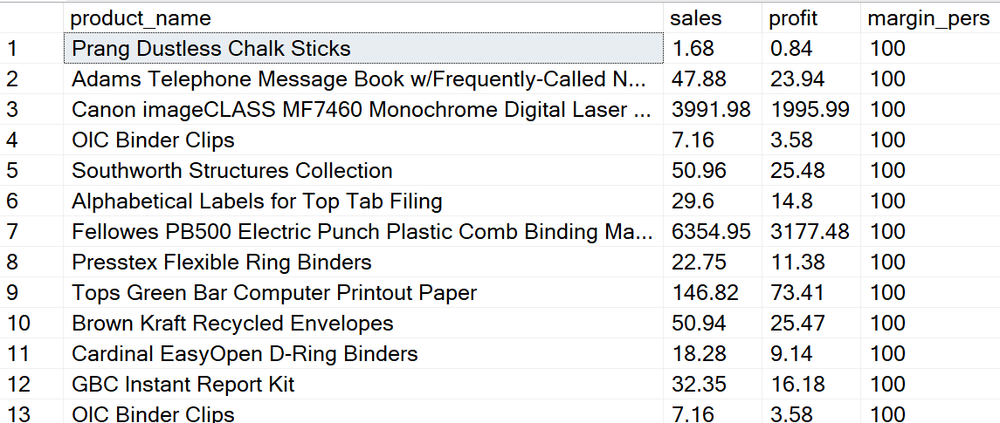 product_name sales profit margin_pers
1 Prang Dustless Chalk Sticks 1.68 0.84 100
2 Adams Telephone Message Book w/Frequently-Called N... 47.88 23.94 100
3 Canon imageCLASS MF7460 Monochrome Digital Laser ... 3991.98 1995.99 100
4 OIC Binder Clips 7.16 3.58 100
5 Southworth Structures Collection 50.96 25.48 100
6 Alphabetical Labels for Top Tab Filing 29.6 14.8 100
7 Fellowes PB500 Electric Punch Plastic Comb Binding Ma... 6354.95 3177.48 100
8 Presstex Flexible Ring Binders 22.75 11.38 100
9 Tops Green Bar Computer Printout Paper 146.82 73.41 100
10 Brown Kraft Recycled Envelopes 50.94 25.47 100
11 Cardinal EasyOpen D-Ring Binders 18.28 9.14 100
12 GBC Instant Report Kit 32.35 16.18 100
13 OIC Binder Clips 7.16 3.58 100